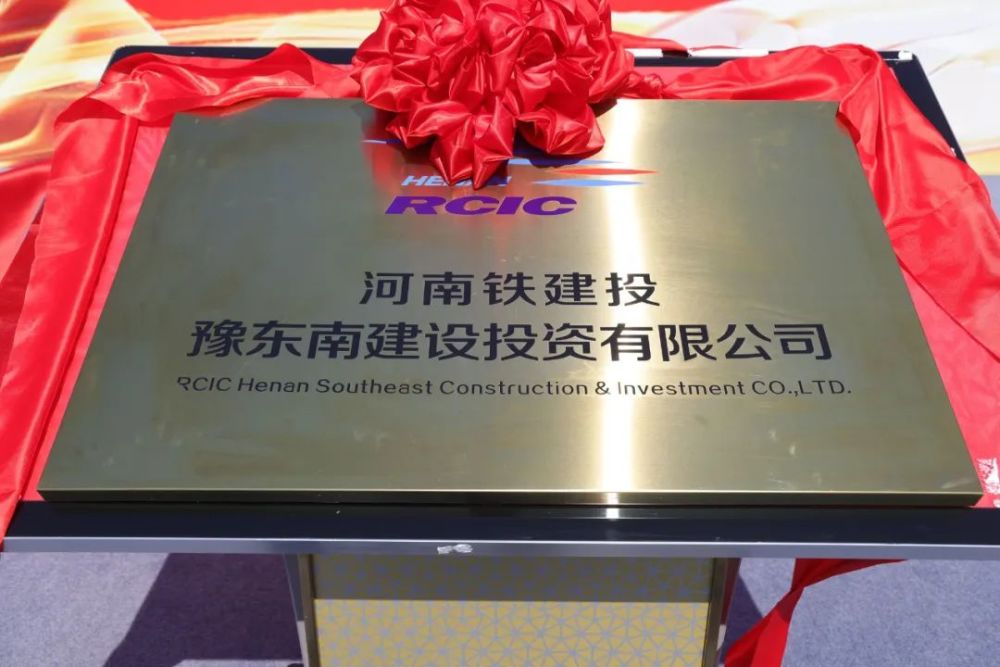 HENAN
RCIC
河南铁建投
豫东南建设投资有限公司
RCIC Henan Southeast Construction & Investment CO.,LTD.